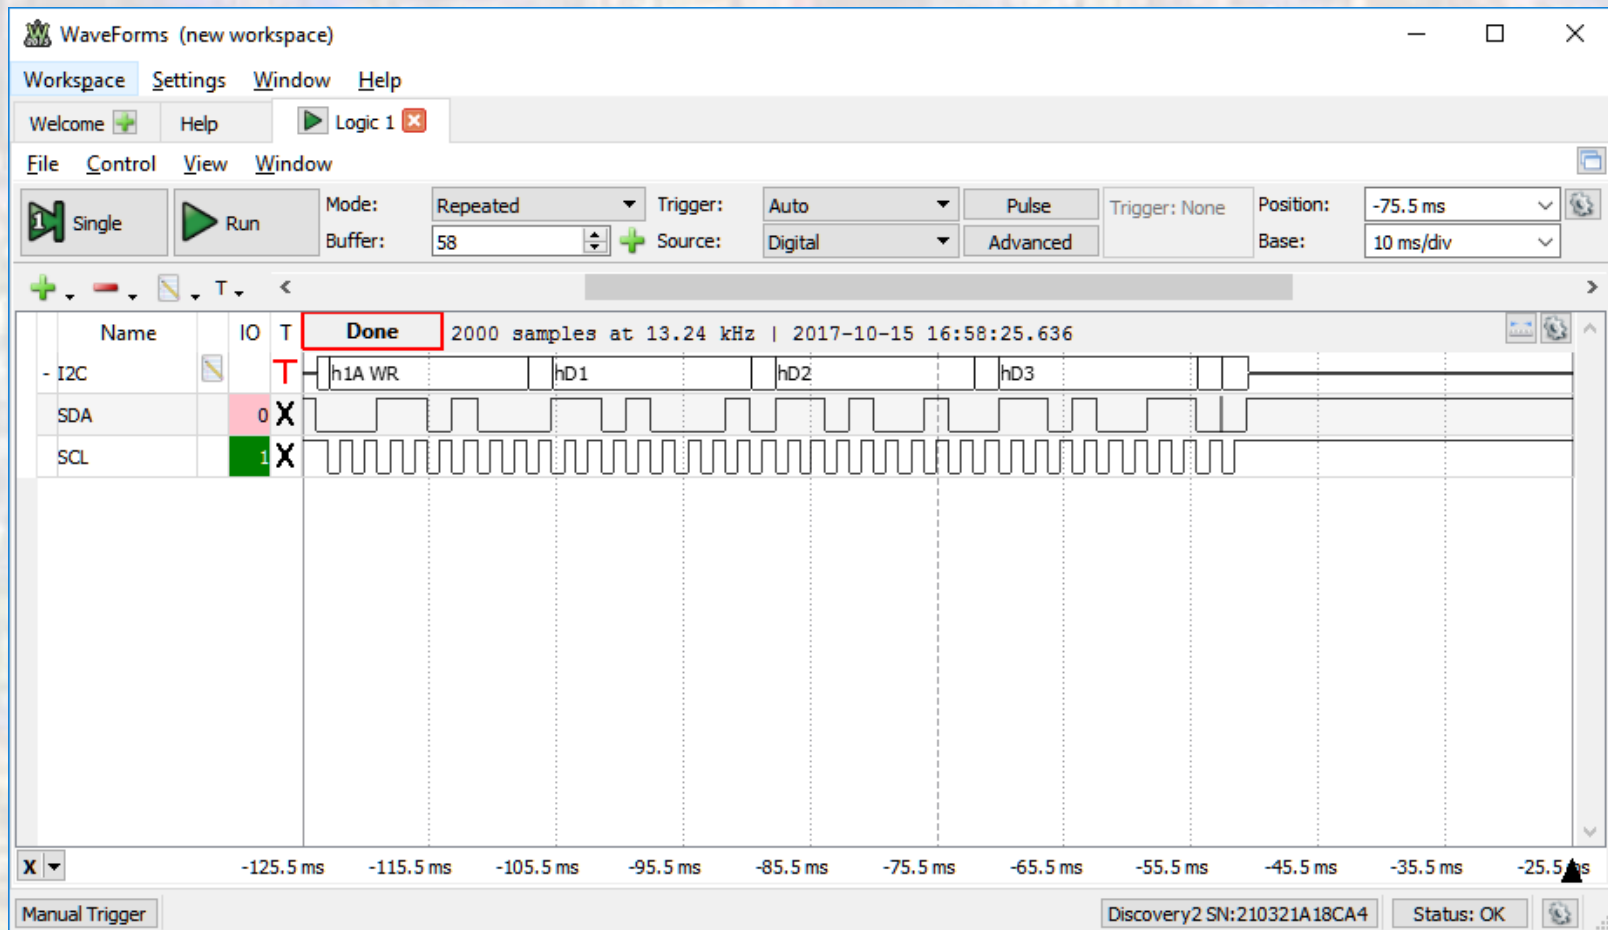 WaveForms (new workspace)
Workspace Settings Window Help
Welcome Help Logic 1
File Control View Window
1 Single Run Mode: Repeated Trigger: Auto Pulse Trigger: None Position: -75.5 ms
Buffer: 58 Source: Digital Advanced Base: 10 ms/div
T
Name IO T Done 2000 samples at 13.24 kHz | 2017-10-15 16:58:25.636
- I2C T h1A WR hD1 hD2 hD3
SDA 0 X
SCL 1 X
X -125.5 ms -115.5 ms -105.5 ms -95.5 ms -85.5 ms -75.5 ms -65.5 ms -55.5 ms -45.5 ms -35.5 ms -25.5
Manual Trigger Discovery2 SN:210321A18CA4 Status: OK